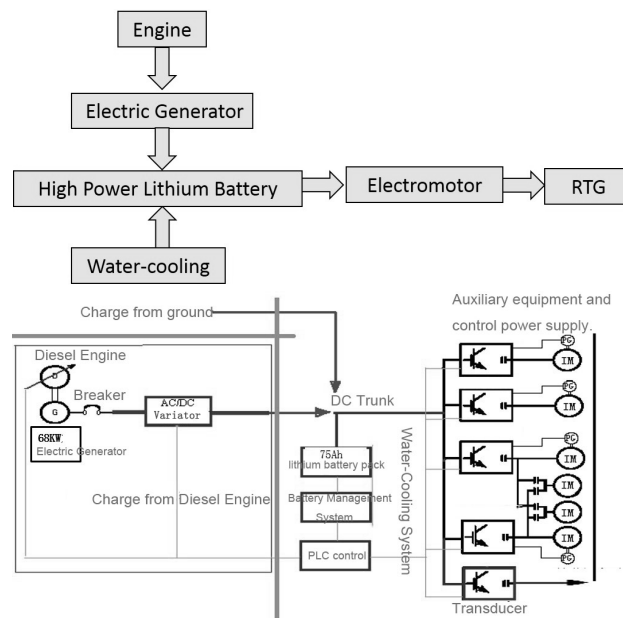 Engine
Electric Generator
High Power Lithium Battery
Electromotor
RTG
Water-cooling
Charge from ground
Auxiliary equipment and
control power supply.
Diesel Engine
D
Breaker
G
AC/DC
Variator
DC Trunk
68KW
Electric Generator
75Ah
lithium battery pack
Charge from Diesel Engine
Battery Management
System
PLC control
Water-Cooling System
PG
IM
PG
IM
PG
IM
IM
IM
IM
PG
Transducer